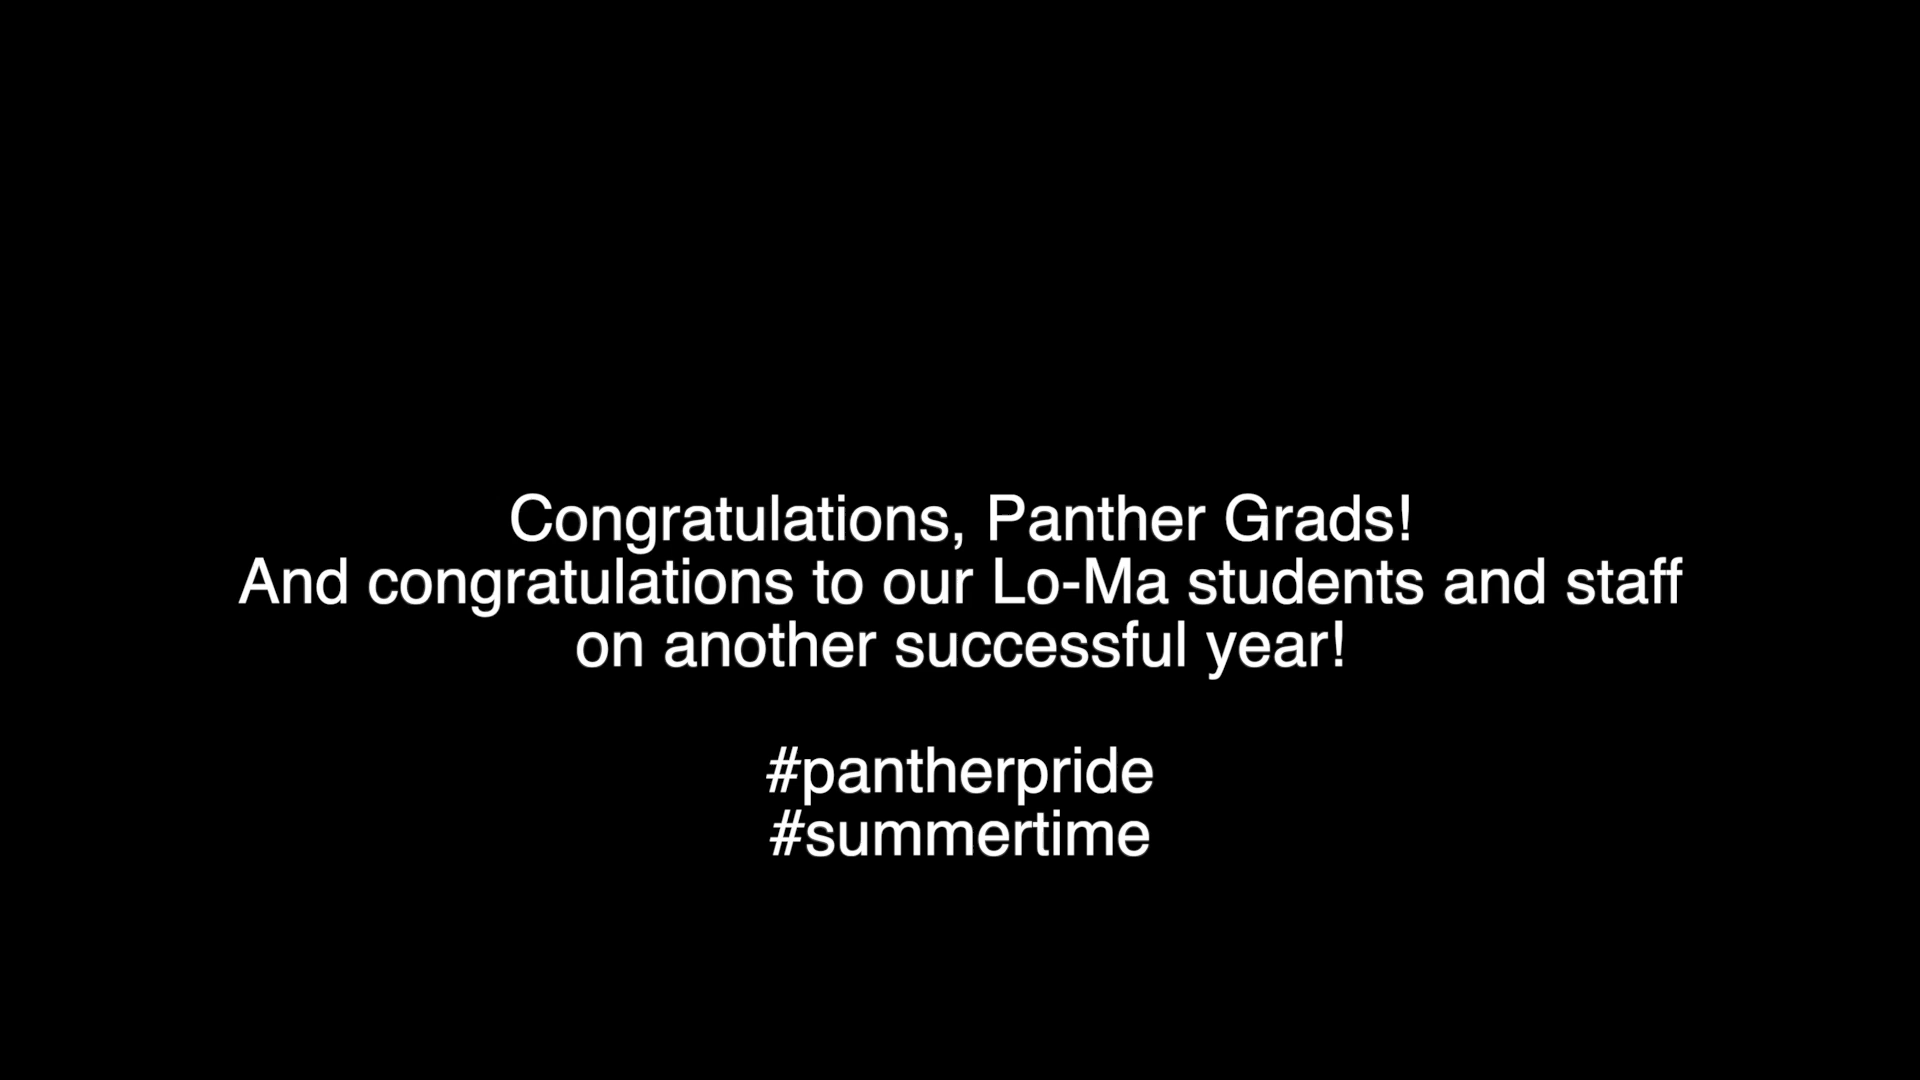 Congratulations, Panther Grads!
And congratulations to our Lo-Ma students and staff
on another successful year!
#pantherpride
#summertime